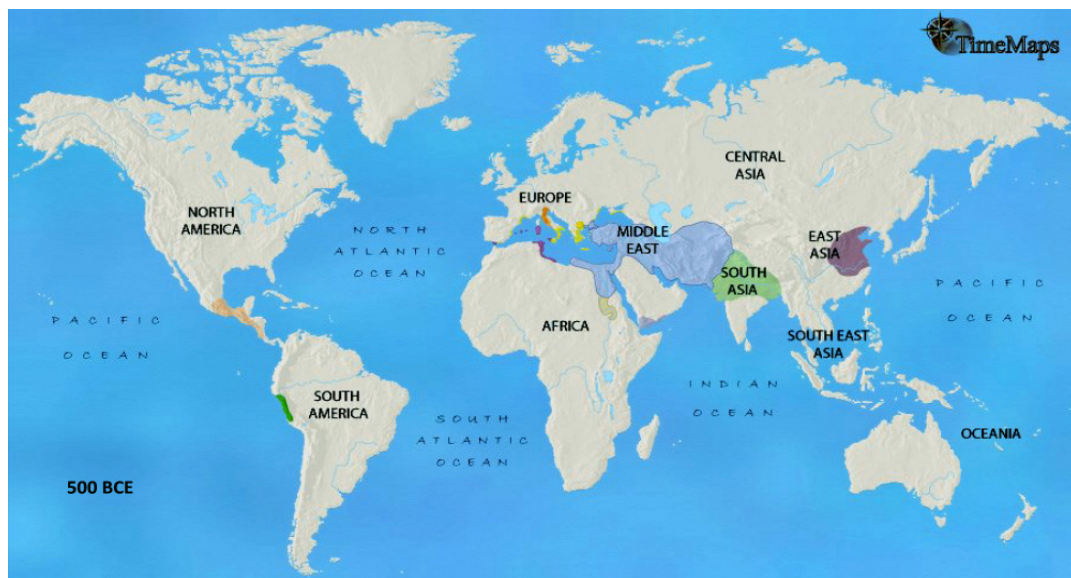 TimeMaps
CENTRAL
ASIA
EUROPE
NORTH
AMERICA
NORTH
ATLANTIC
OCEAN
MIDDLE
EAST
EAST
ASIA
SOUTH
ASIA
PACIFIC
OCEAN
PACIFIC
OCEAN
AFRICA
SOUTH EAST
ASIA
INDIAN
OCEAN
SOUTH
AMERICA
SOUTH
ATLANTIC
OCEAN
OCEANIA
500 BCE